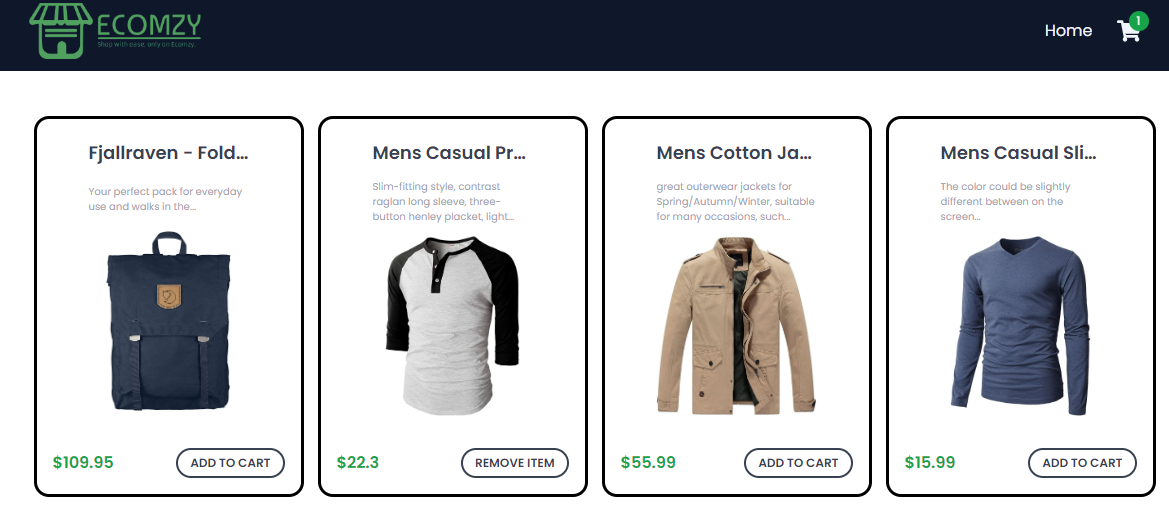 ECOMZY
Shop with ease, only on Ecomzy.
Home
1
Fjallraven - Fold...
Your perfect pack for everyday
use and walks in the...
$109.95
ADD TO CART
Mens Casual Pr...
Slim-fitting style, contrast
raglan long sleeve, three-
button henley placket, light...
$22.3
REMOVE ITEM
Mens Cotton Ja...
great outerwear jackets for
Spring/Autumn/Winter, suitable
for many occasions, such...
$55.99
ADD TO CART
Mens Casual Sli...
The color could be slightly
different between on the
screen...
$15.99
ADD TO CART